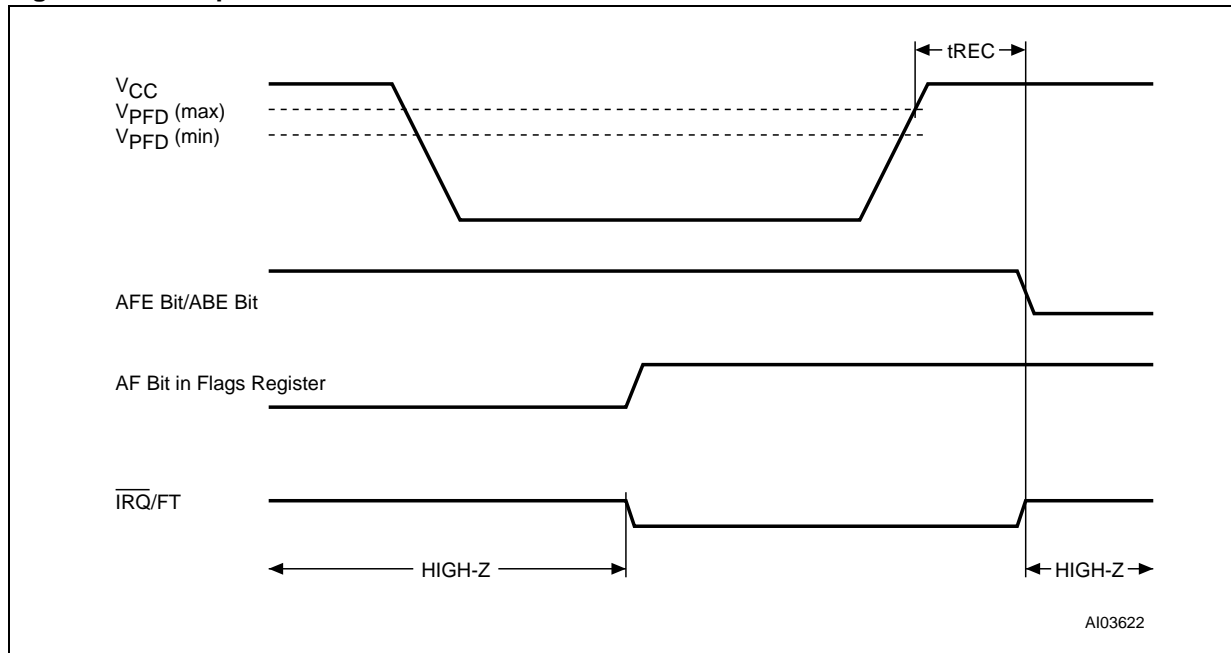 tREC
VCC
VPFD (max)
VPFD (min)
AFE Bit/ABE Bit
AF Bit in Flags Register
IRQ/FT
HIGH-Z
HIGH-Z
AI03622